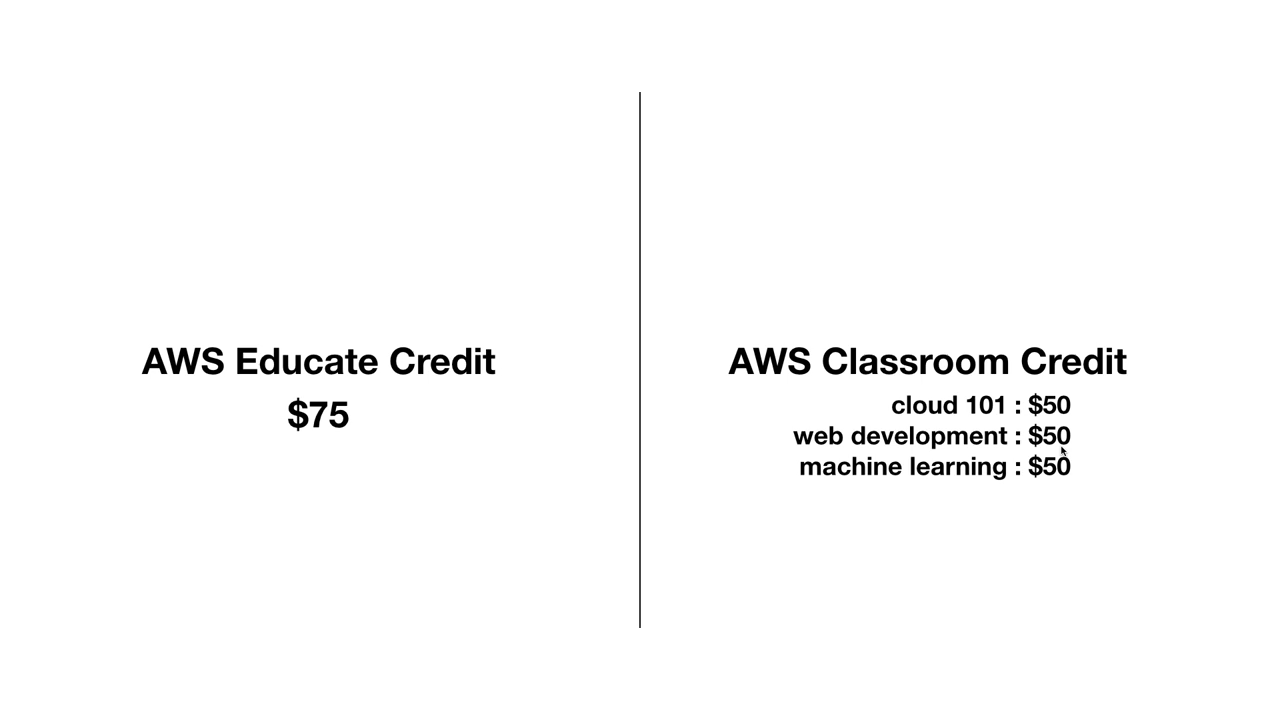 AWS Educate Credit
$75
AWS Classroom Credit
cloud 101 : $50
web development : $50
machine learning : $50